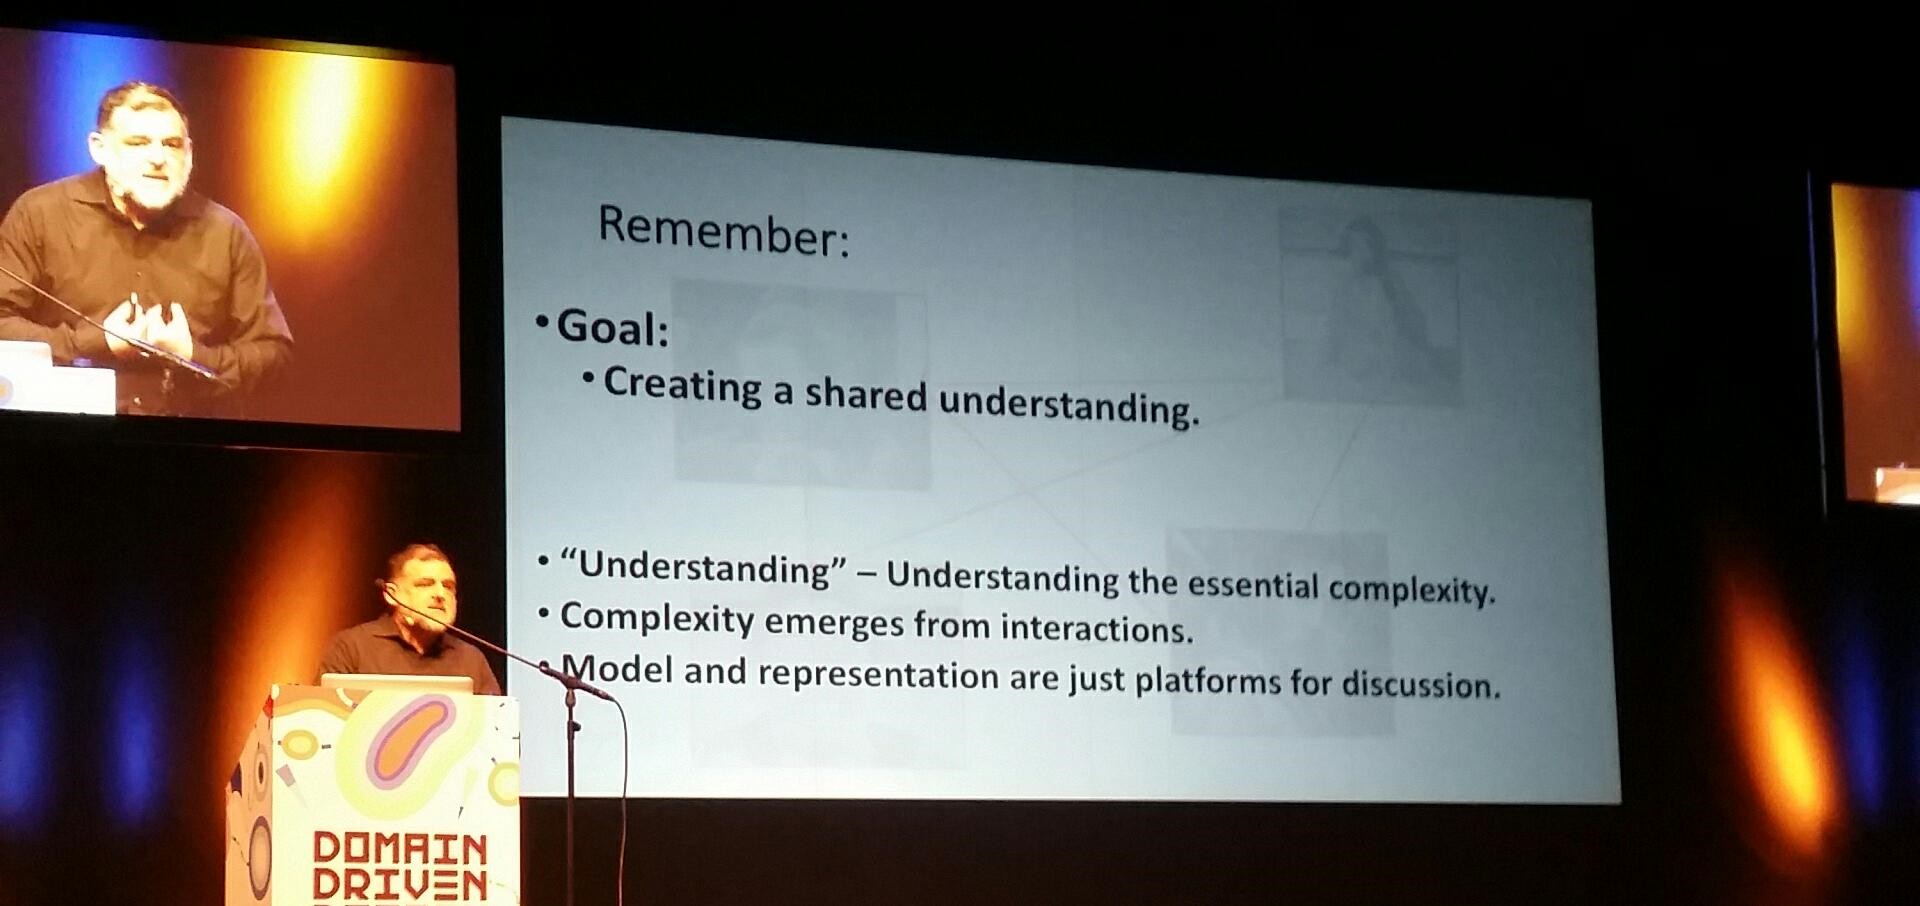 Remember:
• Goal:
• Creating a shared understanding.
• “Understanding” – Understanding the essential complexity.
• Complexity emerges from interactions.
• Model and representation are just platforms for discussion.
DOMAIN
DRIVEN